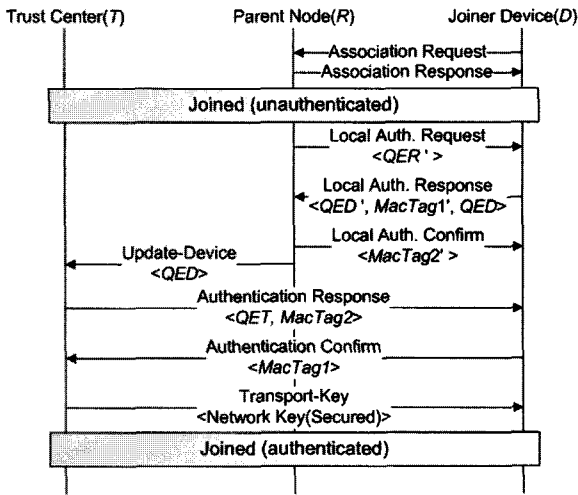 Trust Center(T) Parent Node(R) Joiner Device(D)
Association Request
Association Response
Joined (unauthenticated)
Local Auth. Request
<QER '>
Local Auth. Response
<QED ', MacTag1', QED>
Local Auth. Confirm
<MacTag2' >
Update-Device
<QED>
Authentication Response
<QET, MacTag2>
Authentication Confirm
<MacTag1>
Transport-Key
<Network Key(Secured)>
Joined (authenticated)